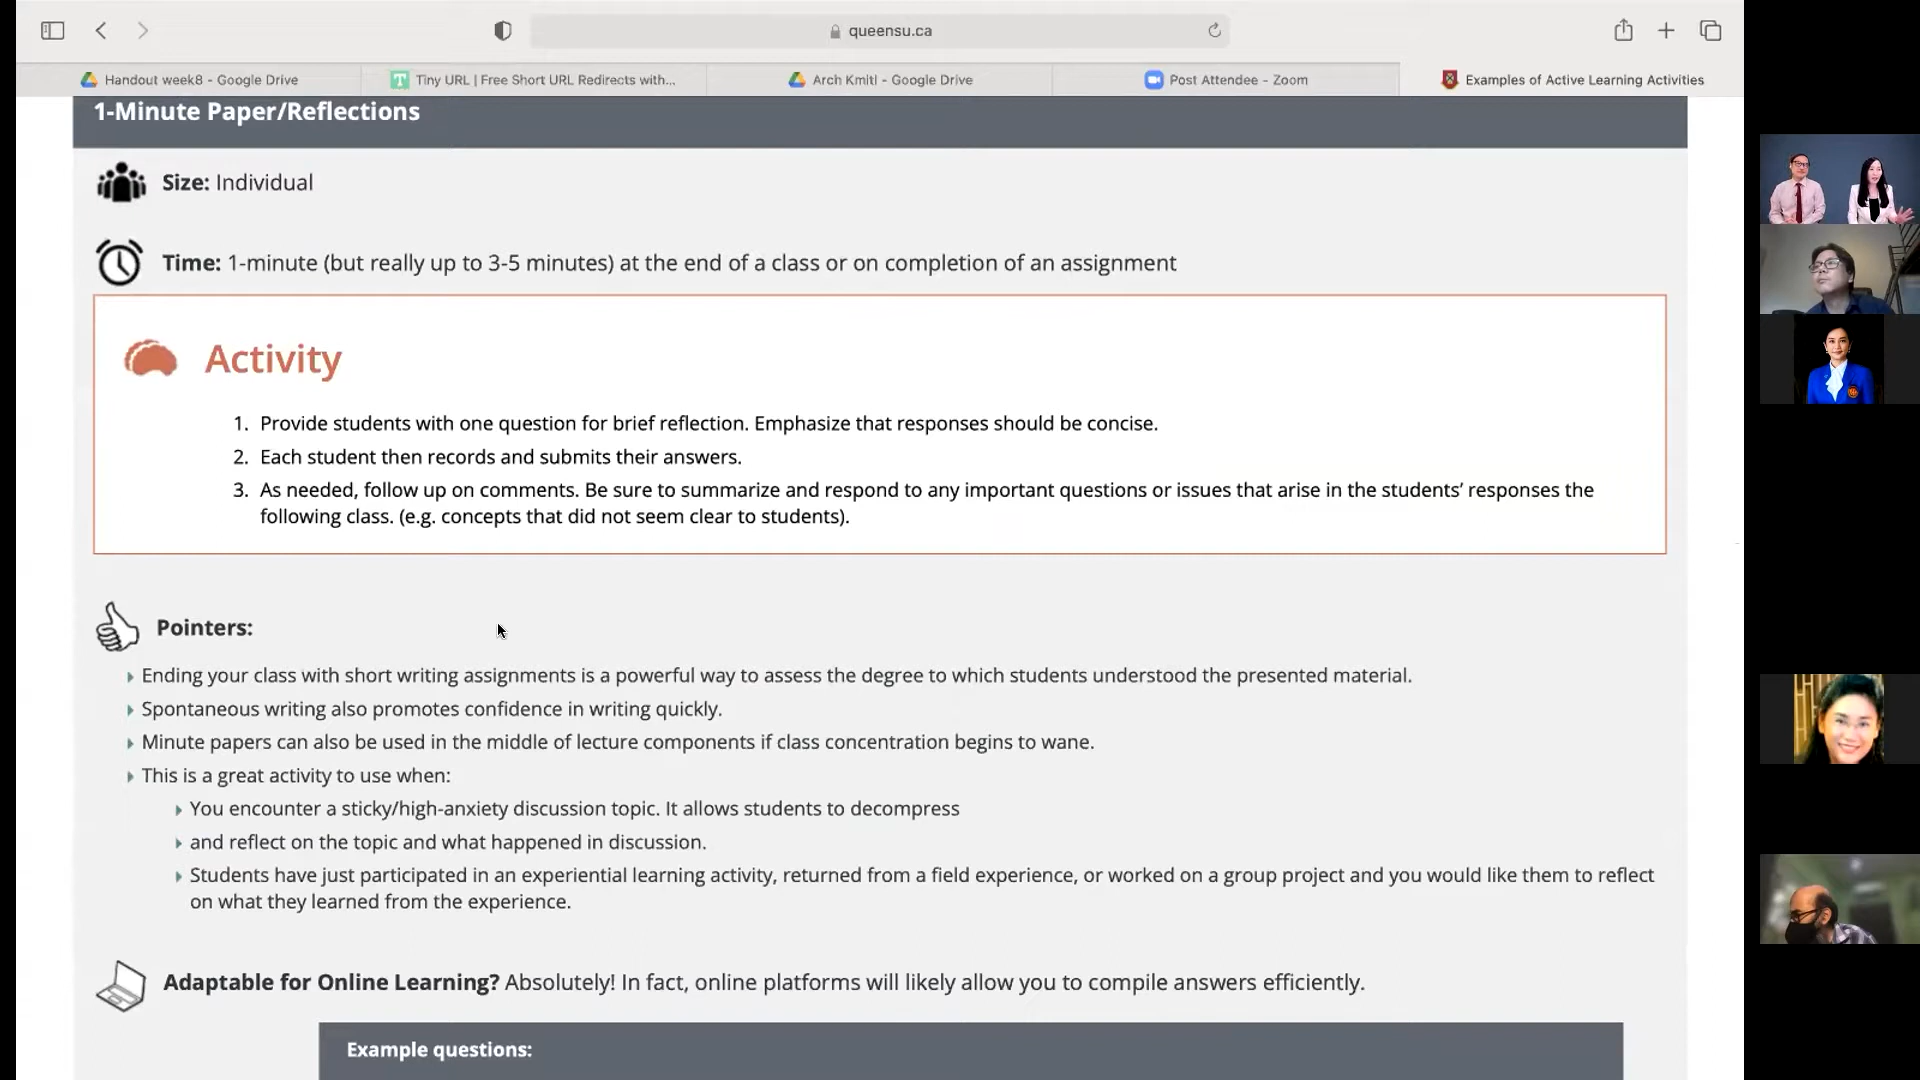 queensu.ca
Handout week8 - Google Drive
Tiny URL | Free Short URL Redirects with...
Arch Kmitl - Google Drive
Post Attendee - Zoom
Examples of Active Learning Activities
1-Minute Paper/Reflections
Size: Individual
Time: 1-minute (but really up to 3-5 minutes) at the end of a class or on completion of an assignment
Activity
1. Provide students with one question for brief reflection. Emphasize that responses should be concise.
2. Each student then records and submits their answers.
3. As needed, follow up on comments. Be sure to summarize and respond to any important questions or issues that arise in the students’ responses the
following class. (e.g. concepts that did not seem clear to students).
Pointers:
Ending your class with short writing assignments is a powerful way to assess the degree to which students understood the presented material.
Spontaneous writing also promotes confidence in writing quickly.
Minute papers can also be used in the middle of lecture components if class concentration begins to wane.
This is a great activity to use when:
You encounter a sticky/high-anxiety discussion topic. It allows students to decompress
and reflect on the topic and what happened in discussion.
Students have just participated in an experiential learning activity, returned from a field experience, or worked on a group project and you would like them to reflect
on what they learned from the experience.
Adaptable for Online Learning? Absolutely! In fact, online platforms will likely allow you to compile answers efficiently.
Example questions: